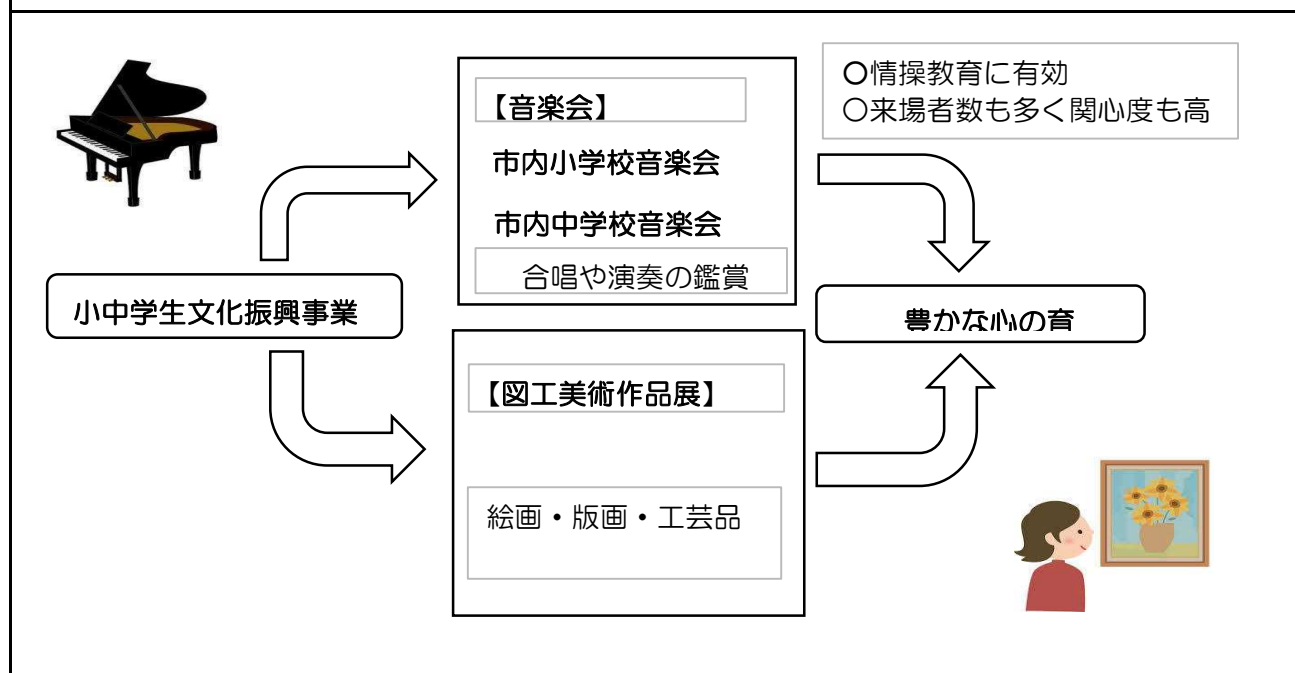 小中学生文化振興事業
【音楽会】
市内小学校音楽会
市内中学校音楽会
合唱や演奏の鑑賞
【図工美術作品展】
絵画・版画・工芸品
〇情操教育に有効
〇来場者数も多く関心度も高
豊かな心の育